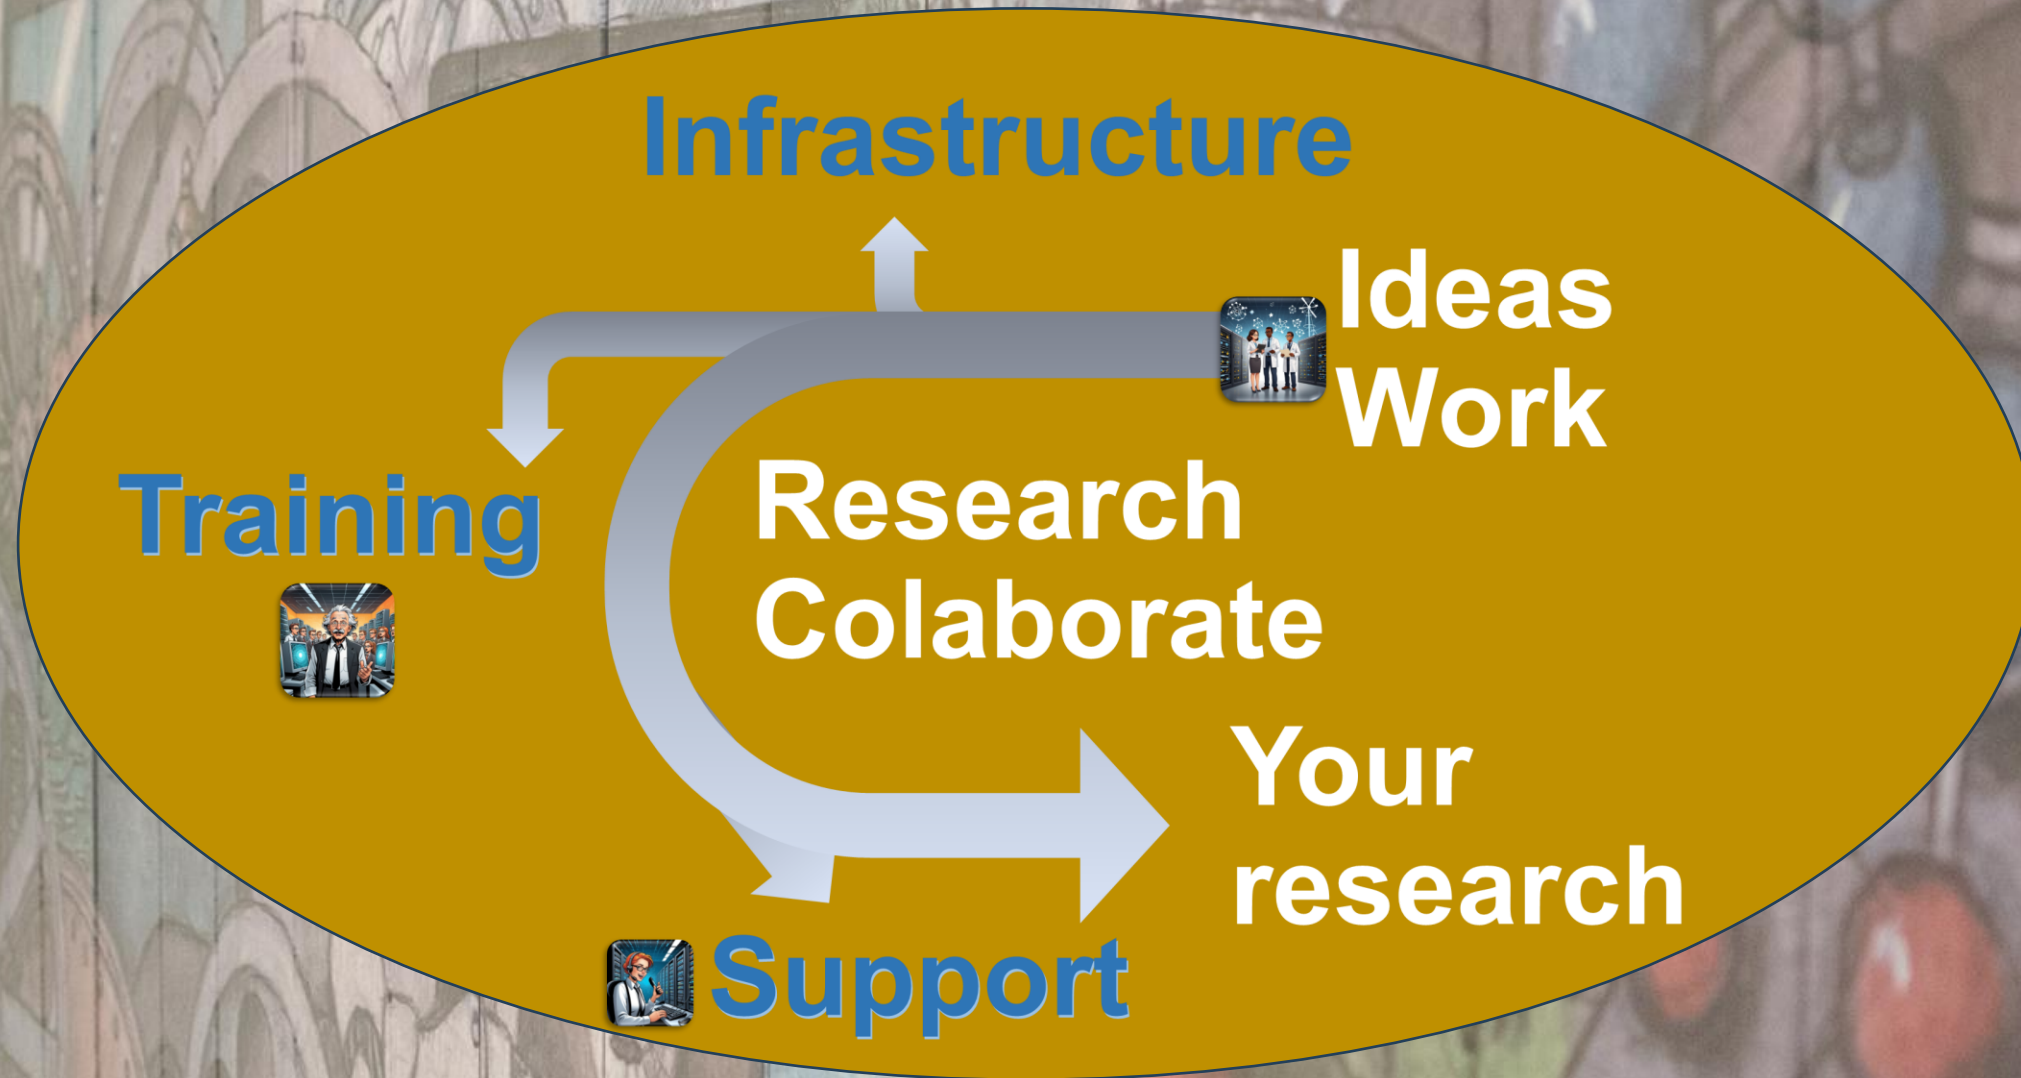 Infrastructure
Ideas
Work
Training
Research
Colaborate
Your
research
Support